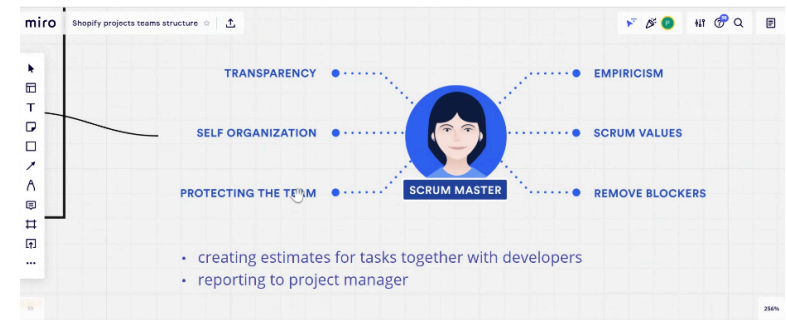 miro Shopify projects teams structure
P
TRANSPARENCY
EMPIRICISM
SELF ORGANIZATION
SCRUM VALUES
PROTECTING THE TEAM
SCRUM MASTER
REMOVE BLOCKERS
• creating estimates for tasks together with developers
• reporting to project manager
256%